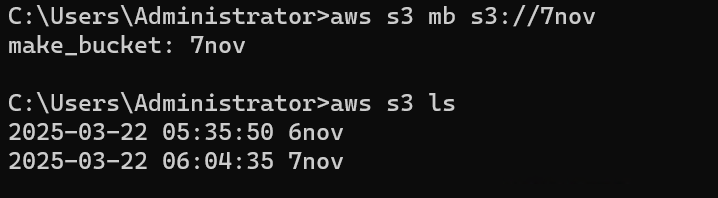 C:\Users\Administrator>aws s3 mb s3://7nov
make_bucket: 7nov
C:\Users\Administrator>aws s3 ls
2025-03-22 05:35:50 6nov
2025-03-22 06:04:35 7nov